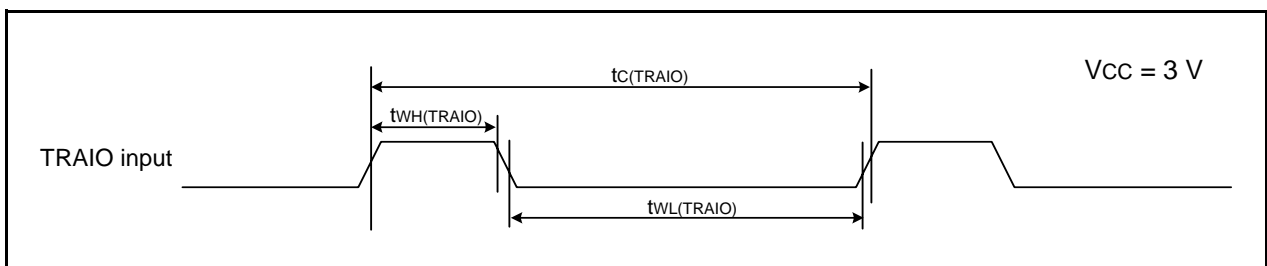 tC(TRAIO)
VCC = 3 V
tWH(TRAIO)
TRAIO input
tWL(TRAIO)